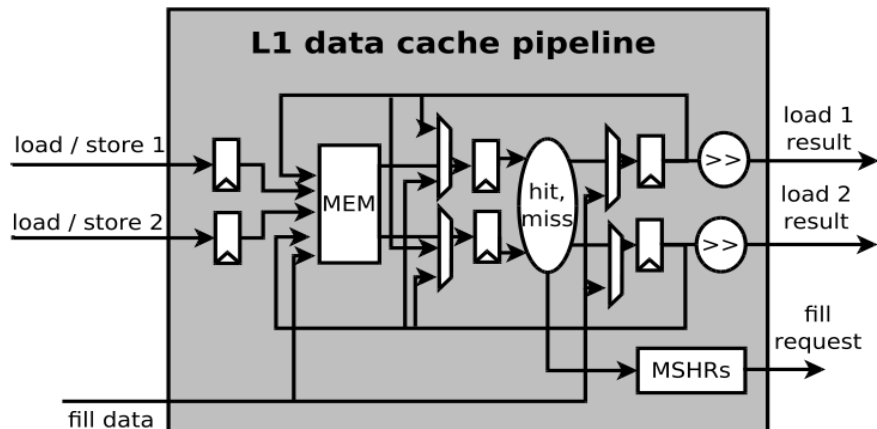 L1 data cache pipeline
load / store 1
load / store 2
MEM
hit,
miss
>>
>>
load 1
result
load 2
result
fill
request
MSHRs
fill data